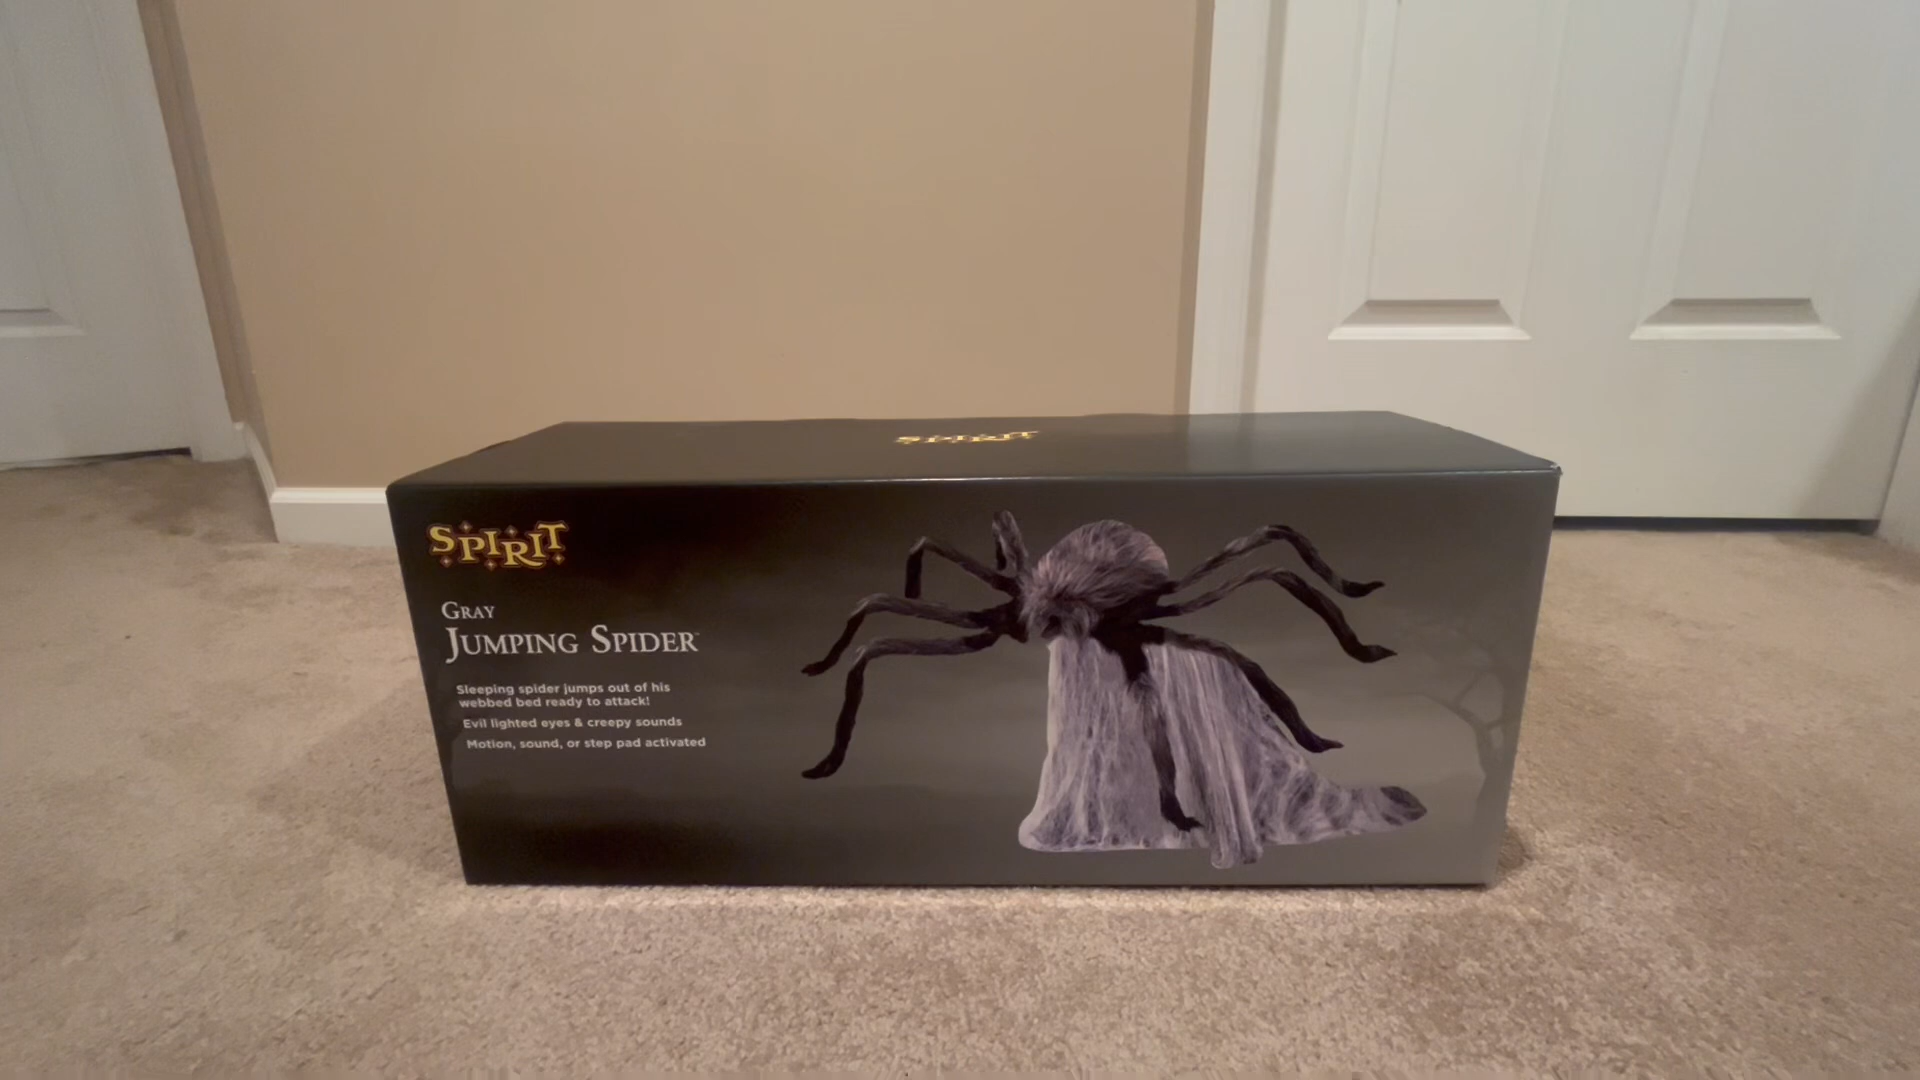 SPIRIT
SPIRIT
GRAY
JUMPING SPIDER™
Sleeping spider jumps out of his
webbed bed ready to attack!
Evil lighted eyes & creepy sounds
Motion, sound, or step pad activated